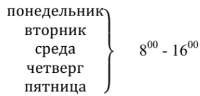 понедельник
вторник
среда
четверг
пятница
8⁰⁰ - 16⁰⁰